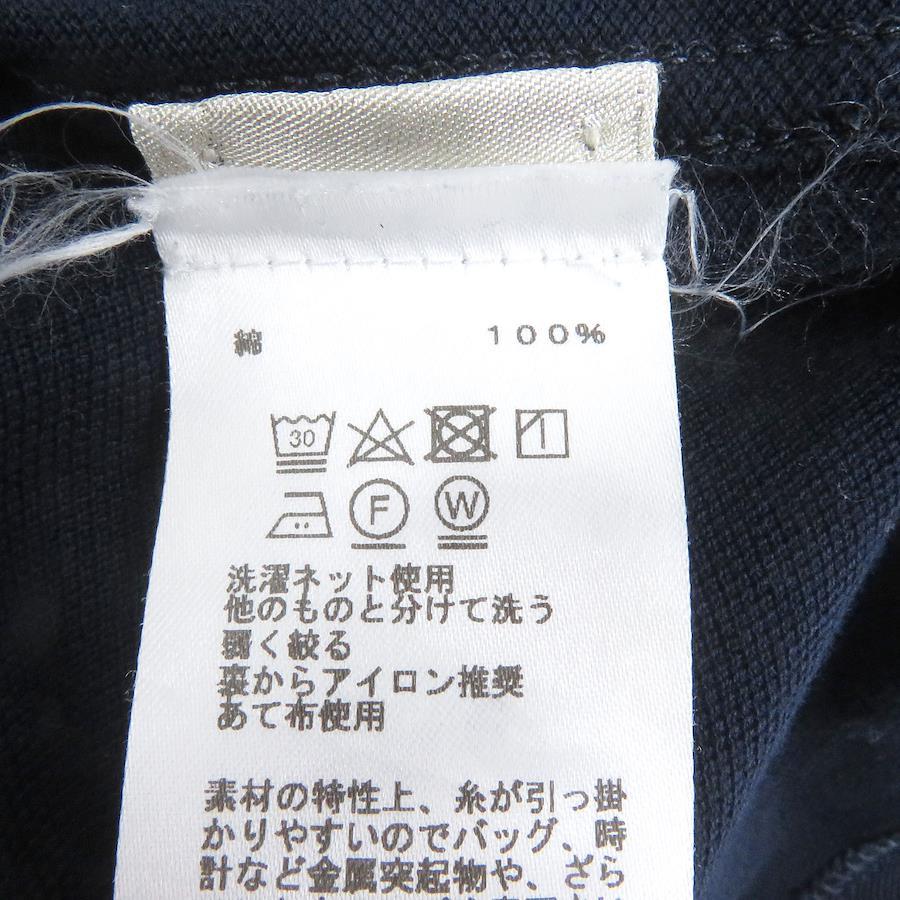 綿 100%
30
F W
洗濯ネット使用
他のものと分けて洗う
弱く絞る
裏からアイロン推奨
あて布使用
素材の特性上、糸が引っ掛
かりやすいのでバッグ、時
計など金属突起物や、ざら